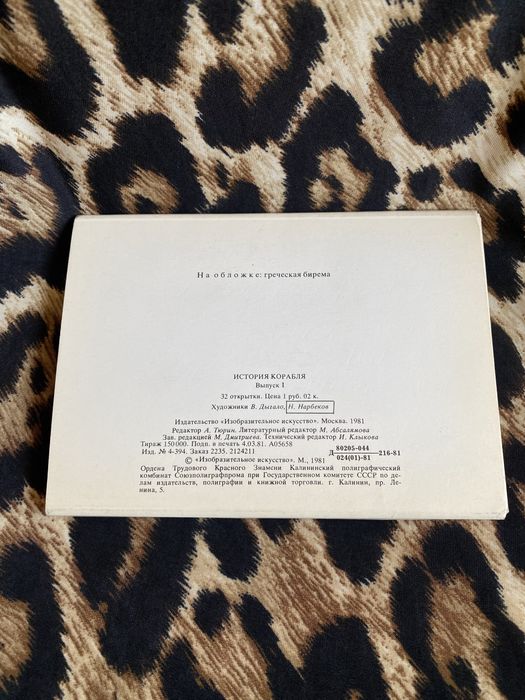 На обложке: греческая бирема
ИСТОРИЯ КОРАБЛЯ
Выпуск I
32 открытки. Цена 1 руб. 02 к.
Художники В. Дыгало, Н. Нарбеков
Издательство «Изобразительное искусство». Москва. 1981
Редактор А. Тюрин. Литературный редактор М. Абсалямова
Зав. редакцией М. Дмитриева. Технический редактор И. Клыкова
Тираж 150 000. Подп. в печать 4.03.81. А05658
Изд. № 4-394. Заказ 2235. 2124211
Д 80205-044 216-81
024(01)-81
© «Изобразительное искусство». М., 1981
Ордена Трудового Красного Знамени Калининский полиграфический
комбинат Союзполиграфпрома при Государственном комитете СССР по де-
лам издательств, полиграфии и книжной торговли. г. Калинин, пр. Ле-
нина, 5.